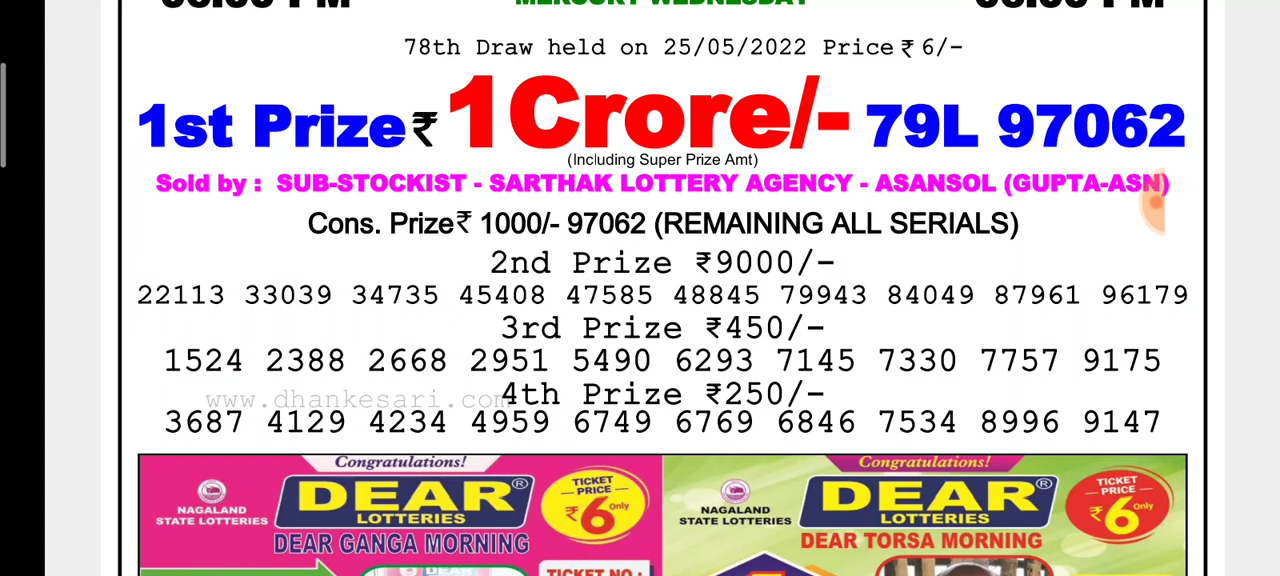 MERCURY WEDNESDAY
78th Draw held on 25/05/2022 Price ₹ 6/-
1st Prize ₹ 1Crore/- 79L 97062
(Including Super Prize Amt)
Sold by : SUB-STOCKIST - SARTHAK LOTTERY AGENCY - ASANSOL (GUPTA-ASN)
Cons. Prize ₹ 1000/- 97062 (REMAINING ALL SERIALS)
2nd Prize ₹9000/-
22113 33039 34735 45408 47585 48845 79943 84049 87961 96179
3rd Prize ₹450/-
1524 2388 2668 2951 5490 6293 7145 7330 7757 9175
www.dhankesari.com
4th Prize ₹250/-
3687 4129 4234 4959 6749 6769 6846 7534 8996 9147
Congratulations!
NAGALAND
STATE LOTTERIES
DEAR®
LOTTERIES
TICKET
PRICE
₹6 Only
DEAR GANGA MORNING
DEAR
TICKET NO :
Congratulations!
NAGALAND
STATE LOTTERIES
DEAR®
LOTTERIES
TICKET
PRICE
₹6 Only
DEAR TORSA MORNING